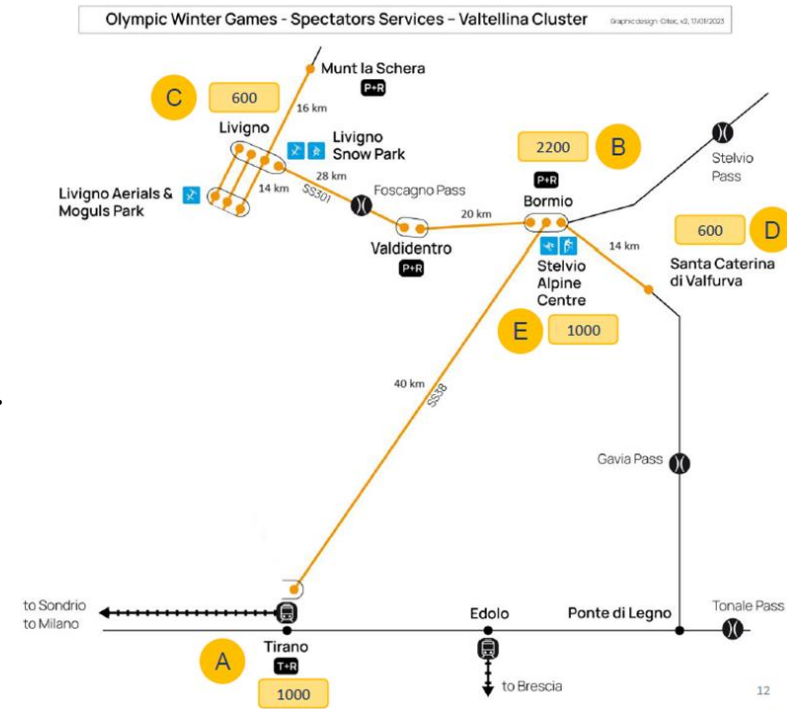 Olympic Winter Games - Spectators Services – Valtellina Cluster
Graphic design: Citec, v2, 17/01/2023
Munt la Schera
P+R
C
600
16 km
Livigno
Livigno
Snow Park
28 km
14 km
SS301
Foscagno Pass
Livigno Aerials &
Moguls Park
Valdidentro
P+R
20 km
2200
B
P+R
Bormio
Stelvio
Pass
600
D
14 km
Santa Caterina
di Valfurva
Stelvio
Alpine
Centre
E
1000
40 km
SS38
Gavia Pass
to Sondrio
to Milano
Edolo
Ponte di Legno
Tonale Pass
A
Tirano
T+R
1000
to Brescia
12